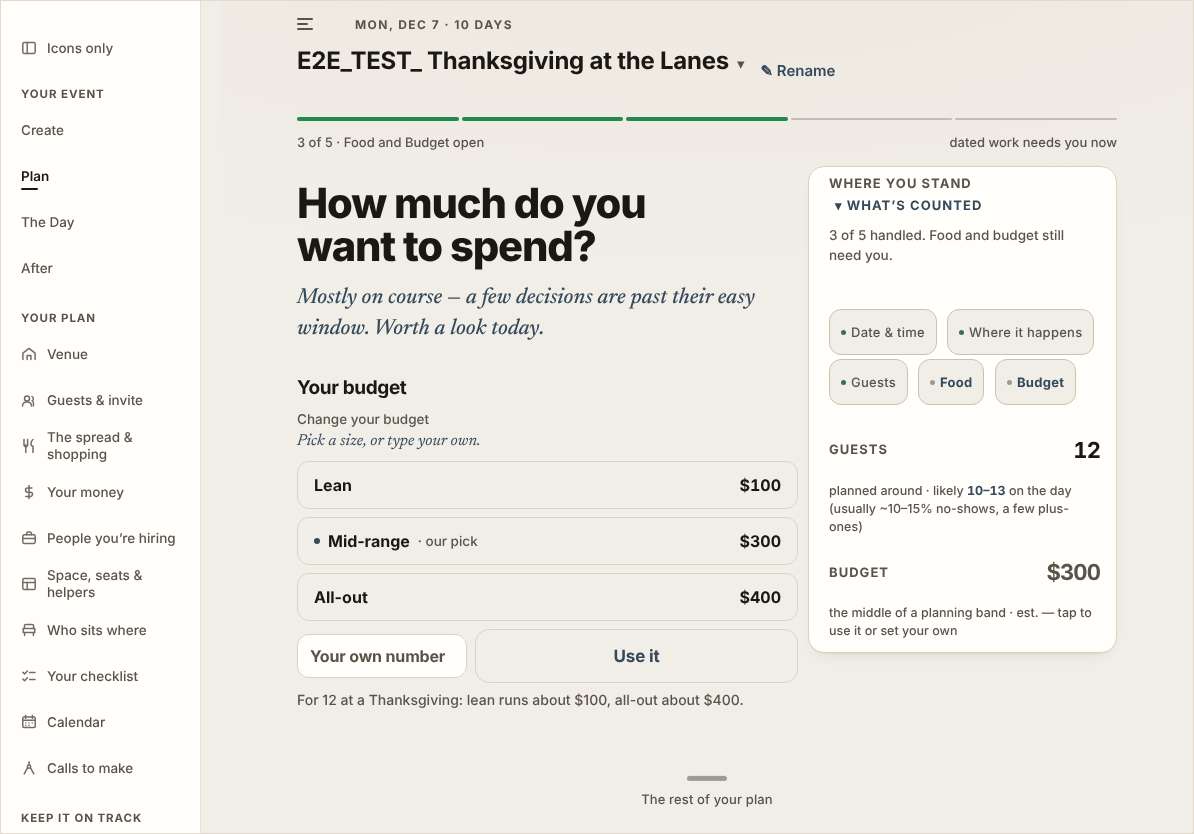 Icons only
YOUR EVENT
Create
Plan
The Day
After
YOUR PLAN
Venue
Guests & invite
The spread &
shopping
Your money
People you're hiring
Space, seats &
helpers
Who sits where
Your checklist
Calendar
Calls to make
KEEP IT ON TRACK
MON, DEC 7 · 10 DAYS
E2E_TEST_ Thanksgiving at the Lanes ▾ ✎ Rename
3 of 5 · Food and Budget open
dated work needs you now
How much do you
want to spend?
Mostly on course — a few decisions are past their easy
window. Worth a look today.
Your budget
Change your budget
Pick a size, or type your own.
Lean $100
Mid-range · our pick $300
All-out $400
Your own number Use it
For 12 at a Thanksgiving: lean runs about $100, all-out about $400.
WHERE YOU STAND
▾ WHAT'S COUNTED
3 of 5 handled. Food and budget still
need you.
Date & time Where it happens
Guests Food Budget
GUESTS 12
planned around · likely 10–13 on the day
(usually ~10–15% no-shows, a few plus-
ones)
BUDGET $300
the middle of a planning band · est. — tap to
use it or set your own
The rest of your plan